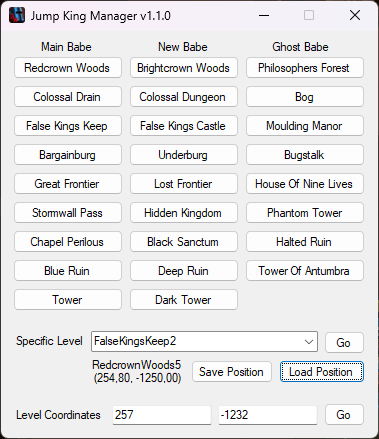 Jump King Manager v1.1.0
Main Babe New Babe Ghost Babe
Redcrown Woods Brightcrown Woods Philosophers Forest
Colossal Drain Colossal Dungeon Bog
False Kings Keep False Kings Castle Moulding Manor
Bargainburg Underburg Bugstalk
Great Frontier Lost Frontier House Of Nine Lives
Stormwall Pass Hidden Kingdom Phantom Tower
Chapel Perilous Black Sanctum Halted Ruin
Blue Ruin Deep Ruin Tower Of Antumbra
Tower Dark Tower
Specific Level FalseKingsKeep2 Go
RedcrownWoods5
(254,80, -1250,00) Save Position Load Position
Level Coordinates 257 -1232 Go